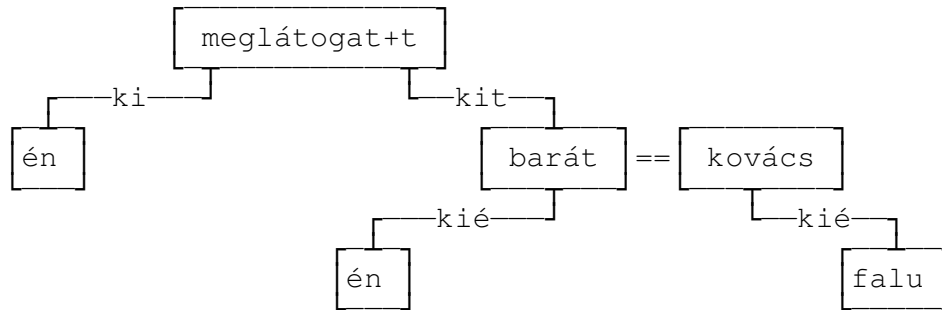 meglátogat+t
ki kit
én barát == kovács
kié kié
én falu